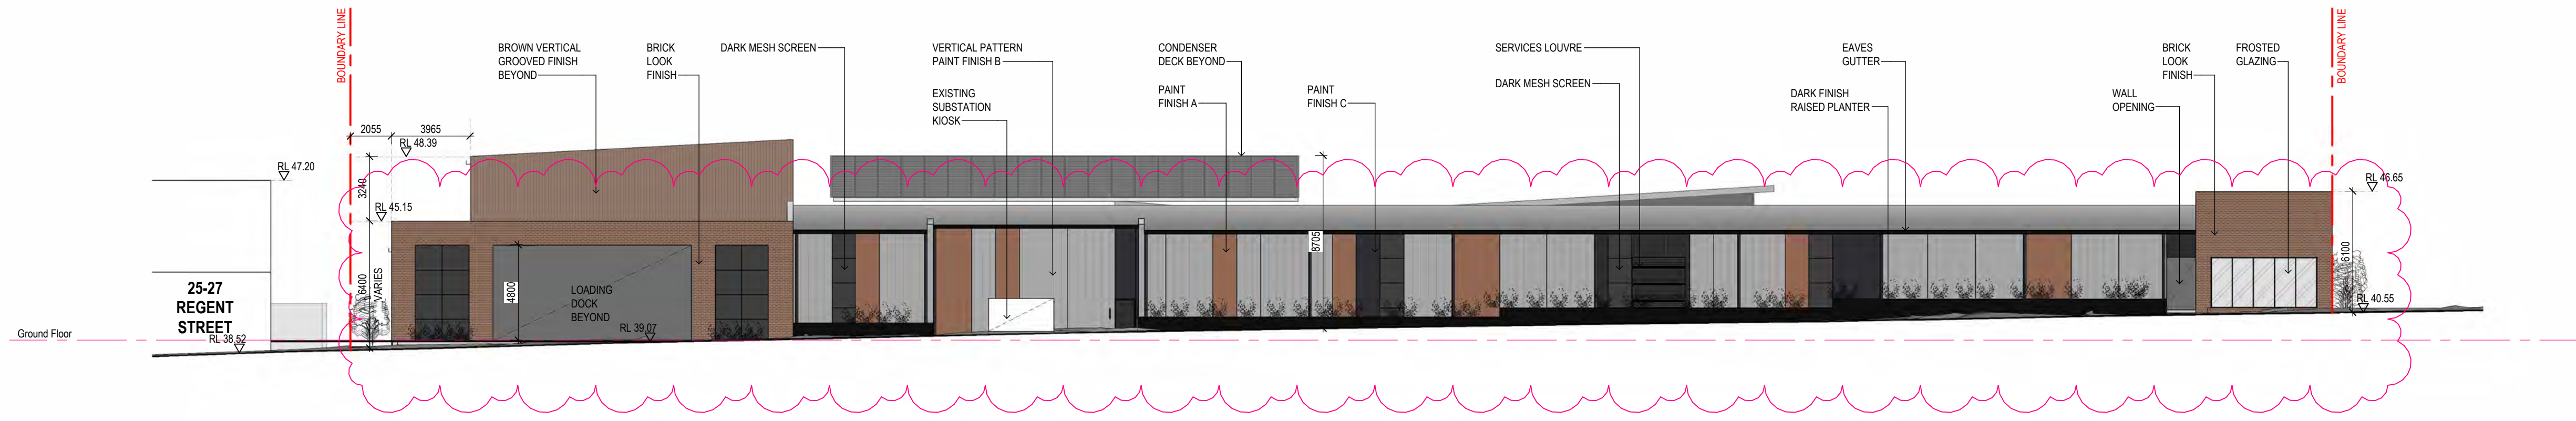 BOUNDARY LINE
BROWN VERTICAL
GROOVED FINISH
BEYOND
BRICK
LOOK
FINISH
DARK MESH SCREEN
VERTICAL PATTERN
PAINT FINISH B
EXISTING
SUBSTATION
KIOSK
CONDENSER
DECK BEYOND
PAINT
FINISH A
PAINT
FINISH C
SERVICES LOUVRE
DARK MESH SCREEN
EAVES
GUTTER
DARK FINISH
RAISED PLANTER
WALL
OPENING
BRICK
LOOK
FINISH
FROSTED
GLAZING
BOUNDARY LINE
2055
3965
RL 48.39
RL 47.20
3240
RL 45.15
6400
VARIES
4800
LOADING
DOCK
BEYOND
RL 39.07
8705
RL 46.65
6100
RL 40.55
25-27
REGENT
STREET
RL 38.52
Ground Floor